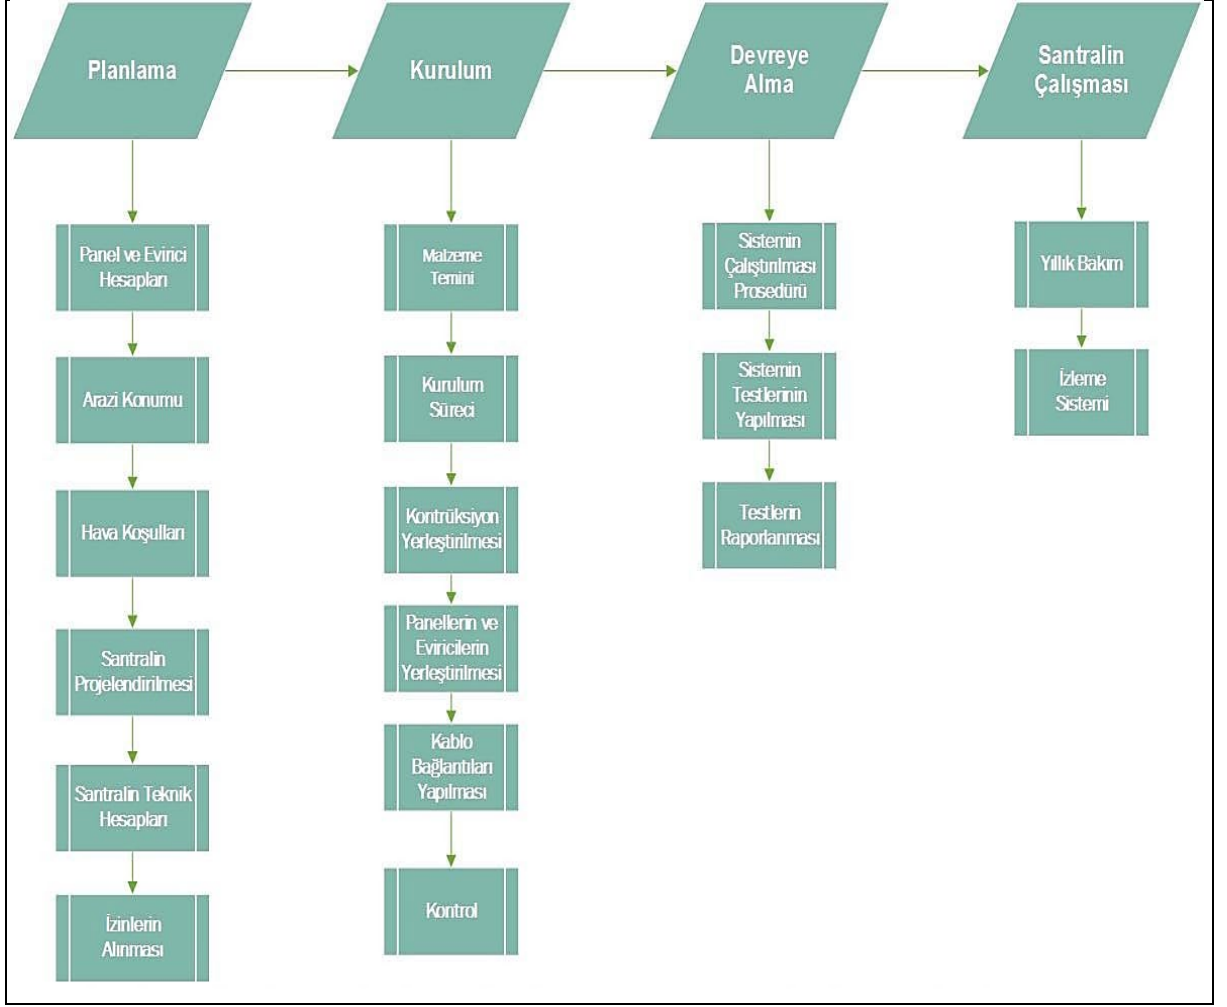 Planlama
Kurulum
Devreye
Alma
Santralin
Çalışması
Panel ve Evirici
Hesapları
Arazi Konumu
Hava Koşulları
Santralin
Projelendirilmesi
Santralin Teknik
Hesapları
İzinlerin
Alınması
Malzeme
Temini
Kurulum
Süreci
Kontrüksiyon
Yerleştirilmesi
Panellerin ve
Eviricilerin
Yerleştirilmesi
Kablo
Bağlantıları
Yapılması
Kontrol
Sistemin
Çalıştırılması
Prosedürü
Sistemin
Testlerinin
Yapılması
Testlerin
Raporlanması
Yıllık Bakım
İzleme
Sistemi